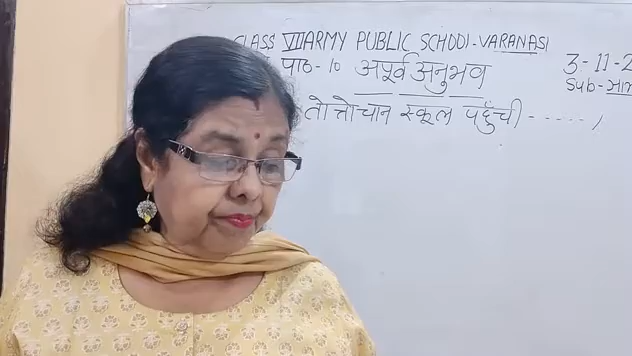 CLASS VII ARMY PUBLIC SCHOOL-VARANASI
पाठ-10 अपूर्व अनुभव
3-11-2
Sub-
तोत्तोचान स्कूल पहुँची ----- /